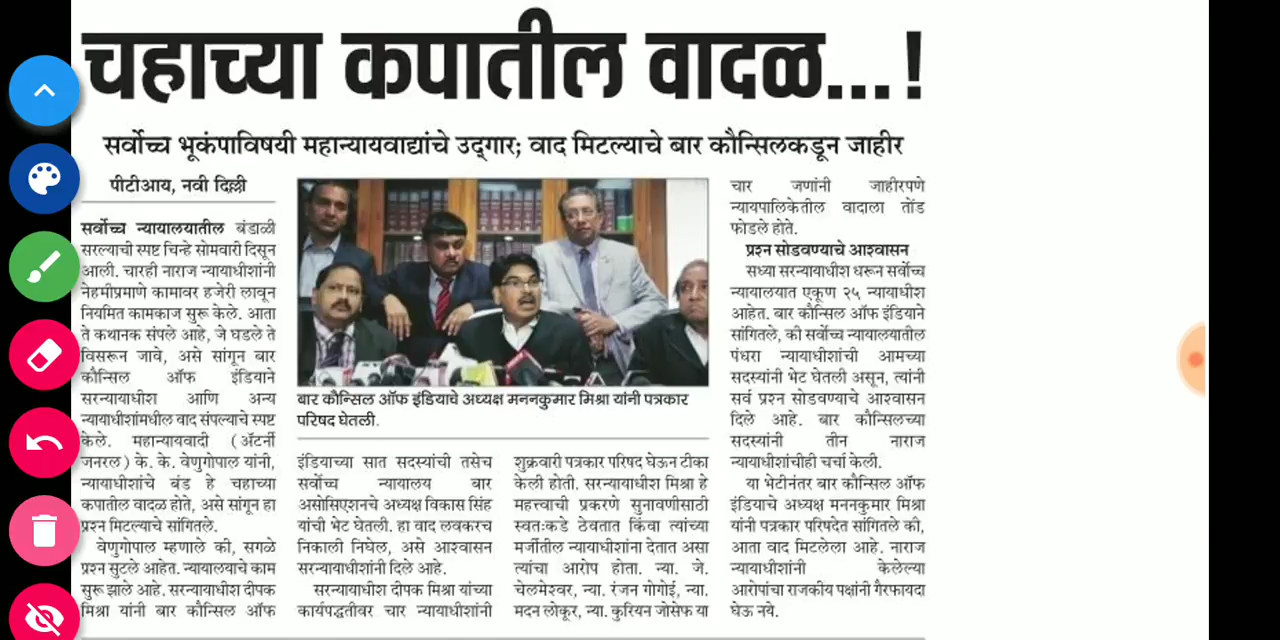 चहाच्या कपातील वादळ...!
सर्वोच्च भूकंपाविषयी महान्यायवाद्यांचे उद्‌गार; वाद मिटल्याचे बार कौन्सिलकडून जाहीर
पीटीआय, नवी दिल्ली
सर्वोच्च न्यायालयातील बंडाळी
सरल्याची स्पष्ट चिन्हे सोमवारी दिसून
आली. चारही नाराज न्यायाधीशांनी
नेहमीप्रमाणे कामावर हजेरी लावून
नियमित कामकाज सुरू केले. आता
ते कथानक संपले आहे, जे घडले ते
विसरून जावे, असे सांगून बार
कौन्सिल ऑफ इंडियाने
सरन्यायाधीश आणि अन्य
न्यायाधीशांमधील वाद संपल्याचे स्पष्ट
केले. महान्यायवादी (ॲटर्नी
जनरल) के. के. वेणुगोपाल यांनी,
न्यायाधीशांचे बंड हे चहाच्या
कपातील वादळ होते, असे सांगून हा
प्रश्न मिटल्याचे सांगितले.
वेणुगोपाल म्हणाले की, सगळे
प्रश्न सुटले आहेत. न्यायालयाचे काम
सुरू झाले आहे. सरन्यायाधीश दीपक
मिश्रा यांनी बार कौन्सिल ऑफ
बार कौन्सिल ऑफ इंडियाचे अध्यक्ष मननकुमार मिश्रा यांनी पत्रकार
परिषद घेतली.
इंडियाच्या सात सदस्यांची तसेच
सर्वोच्च न्यायालय बार
असोसिएशनचे अध्यक्ष विकास सिंह
यांची भेट घेतली. हा वाद लवकरच
निकाली निघेल, असे आश्वासन
सरन्यायाधीशांनी दिले आहे.
सरन्यायाधीश दीपक मिश्रा यांच्या
कार्यपद्धतीवर चार न्यायाधीशांनी
शुक्रवारी पत्रकार परिषद घेऊन टीका
केली होती. सरन्यायाधीश मिश्रा हे
महत्त्वाची प्रकरणे सुनावणीसाठी
स्वतःकडे ठेवतात किंवा त्यांच्या
मर्जीतील न्यायाधीशांना देतात असा
त्यांचा आरोप होता. न्या. जे.
चेलमेश्वर, न्या. रंजन गोगोई, न्या.
मदन लोकूर, न्या. कुरियन जोसेफ या
चार जणांनी जाहीरपणे
न्यायपालिकेतील वादाला तोंड
फोडले होते.
प्रश्न सोडवण्याचे आश्वासन
सध्या सरन्यायाधीश धरून सर्वोच्च
न्यायालयात एकूण २५ न्यायाधीश
आहेत. बार कौन्सिल ऑफ इंडियाने
सांगितले, की सर्वोच्च न्यायालयातील
पंधरा न्यायाधीशांची आमच्या
सदस्यांनी भेट घेतली असून, त्यांनी
सर्व प्रश्न सोडवण्याचे आश्वासन
दिले आहे. बार कौन्सिलच्या
सदस्यांनी तीन नाराज
न्यायाधीशांचीही चर्चा केली.
या भेटीनंतर बार कौन्सिल ऑफ
इंडियाचे अध्यक्ष मननकुमार मिश्रा
यांनी पत्रकार परिषदेत सांगितले की,
आता वाद मिटलेला आहे. नाराज
न्यायाधीशांनी केलेल्या
आरोपांचा राजकीय पक्षांनी गैरफायदा
घेऊ नये.